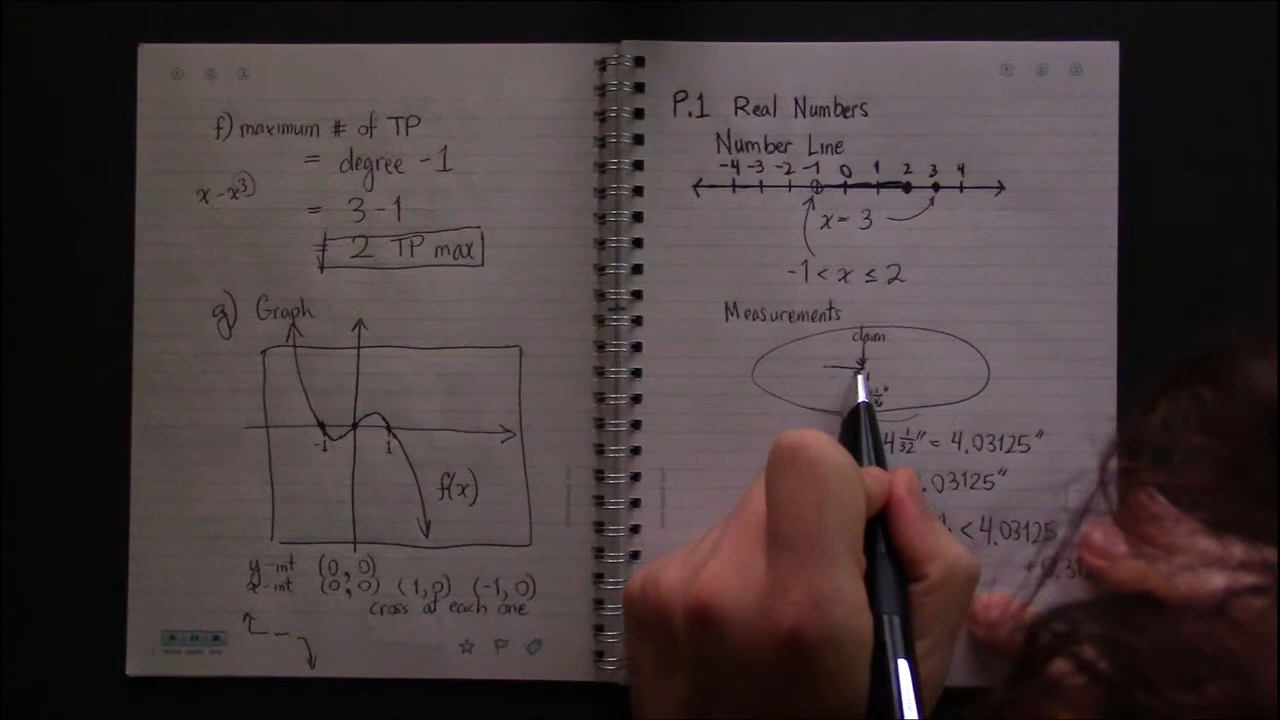 f) maximum # of TP
= degree -1
x-x³
= 3-1
= 2 TP max
g) Graph
-1
1
f(x)
y-int (0, 0)
x-int (0, 0) (1, 0) (-1, 0)
cross at each one
P.1 Real Numbers
Number Line
-4 -3 -2 -1 0 1 2 3 4
x = 3
-1 < x ≤ 2
Measurements
claim
4 1/32" = 4.03125"
.03125"
< 4.03125